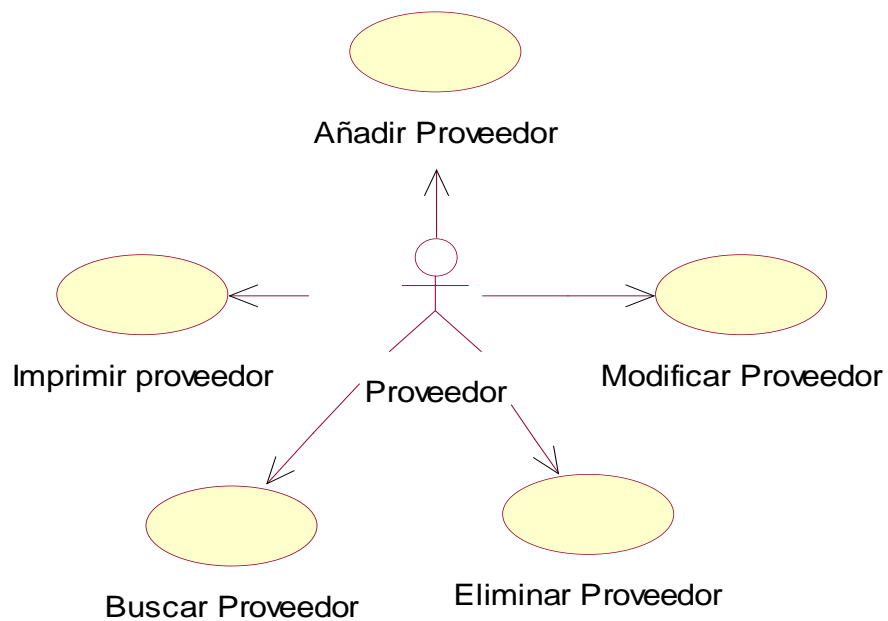 Añadir Proveedor
Imprimir proveedor
Modificar Proveedor
Proveedor
Buscar Proveedor
Eliminar Proveedor